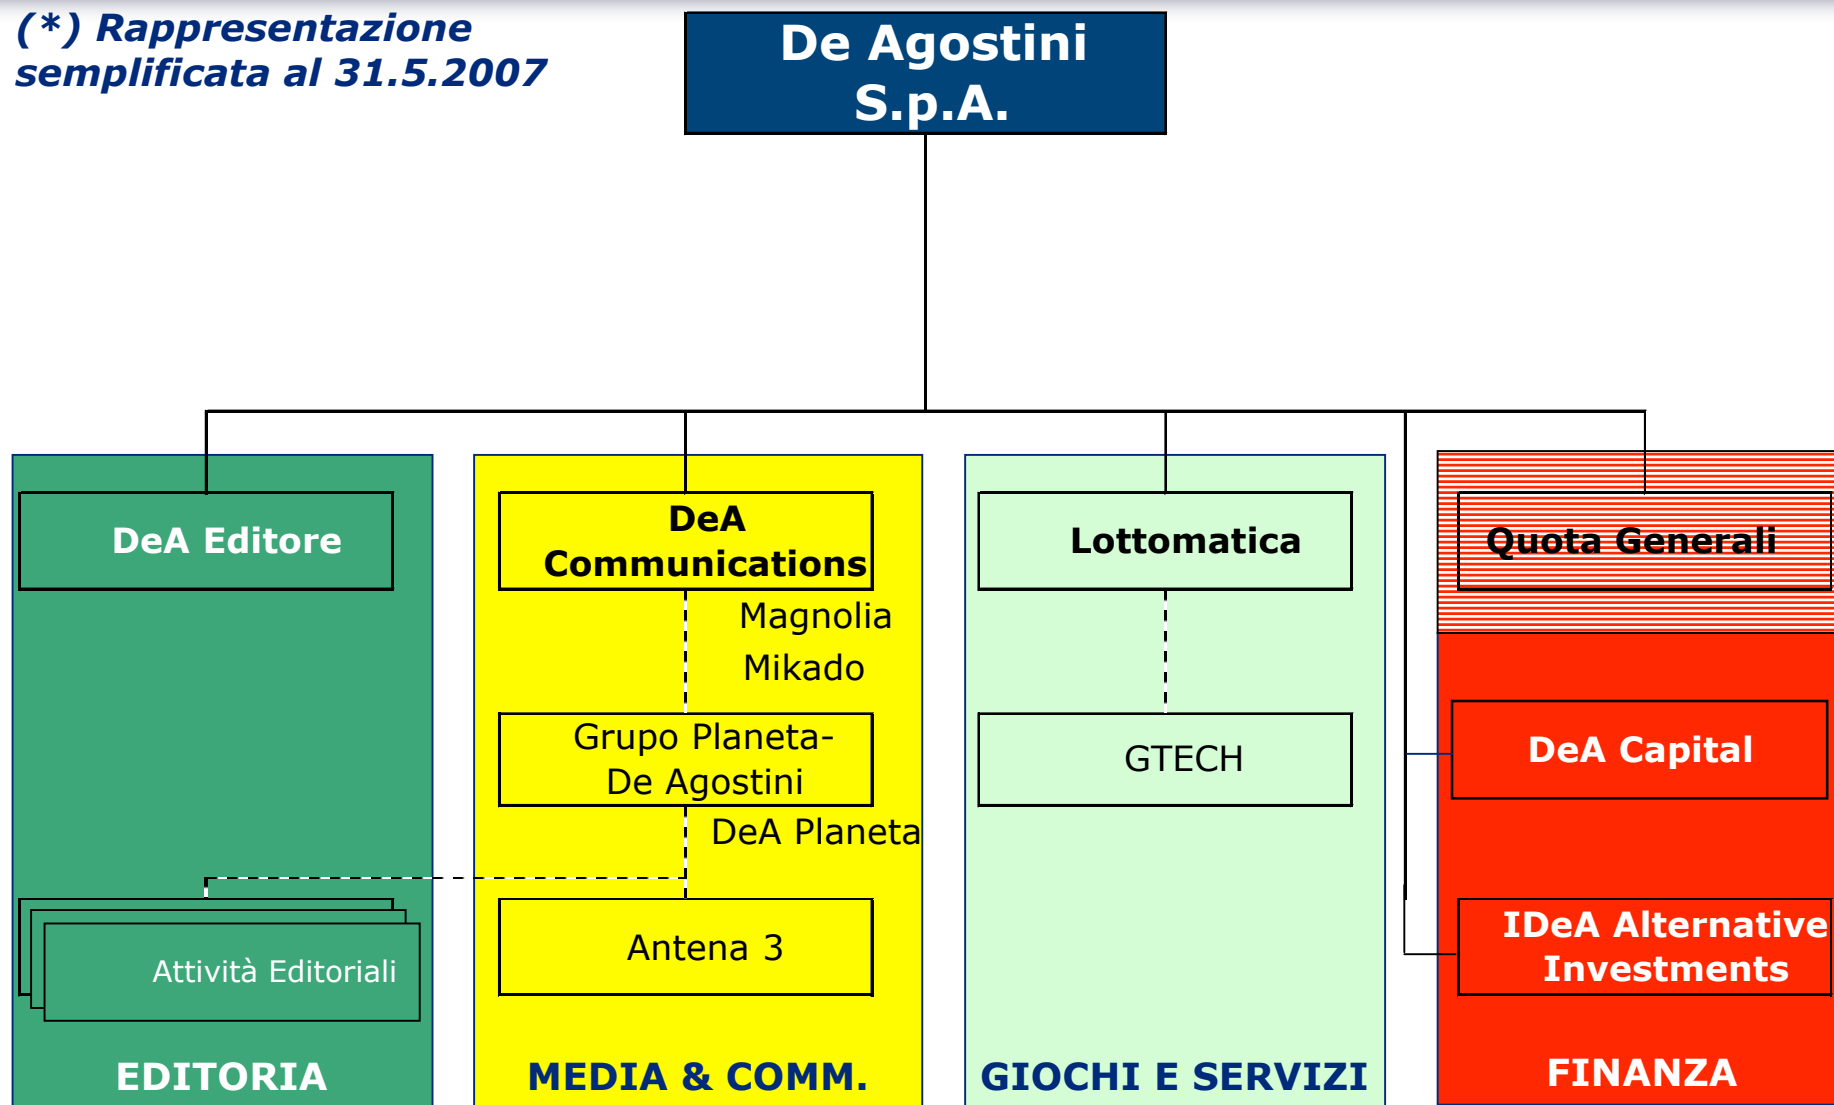 (*) Rappresentazione
semplificata al 31.5.2007
De Agostini
S.p.A.
DeA Editore
Attività Editoriali
EDITORIA
DeA
Communications
Magnolia
Mikado
Grupo Planeta-
De Agostini
DeA Planeta
Antena 3
MEDIA & COMM.
Lottomatica
GTECH
GIOCHI E SERVIZI
Quota Generali
DeA Capital
IDeA Alternative
Investments
FINANZA